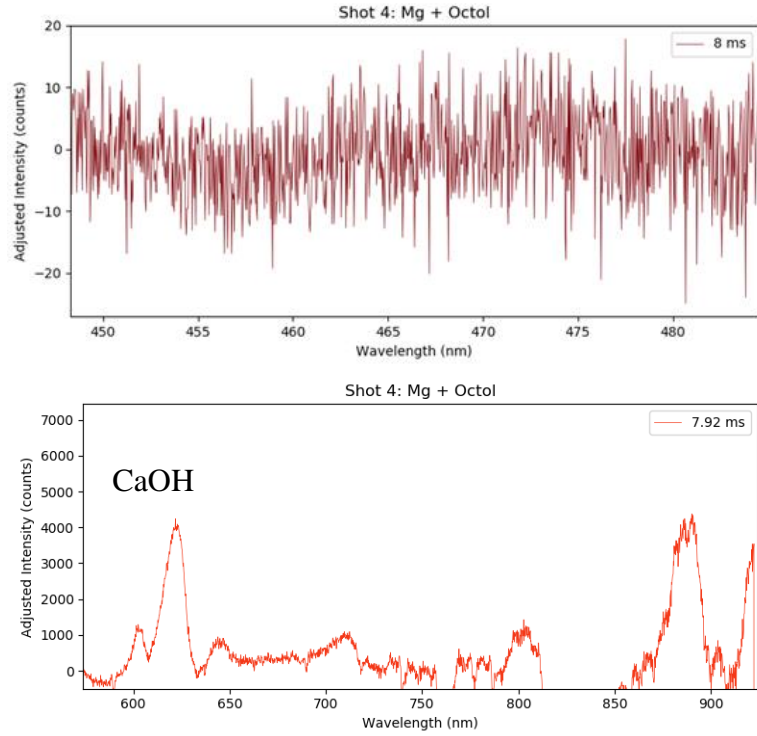 Shot 4: Mg + Octol
8 ms
20
10
0
−10
−20
Adjusted Intensity (counts)
450 455 460 465 470 475 480
Wavelength (nm)
Shot 4: Mg + Octol
7.92 ms
CaOH
7000
6000
5000
4000
3000
2000
1000
0
Adjusted Intensity (counts)
600 650 700 750 800 850 900
Wavelength (nm)